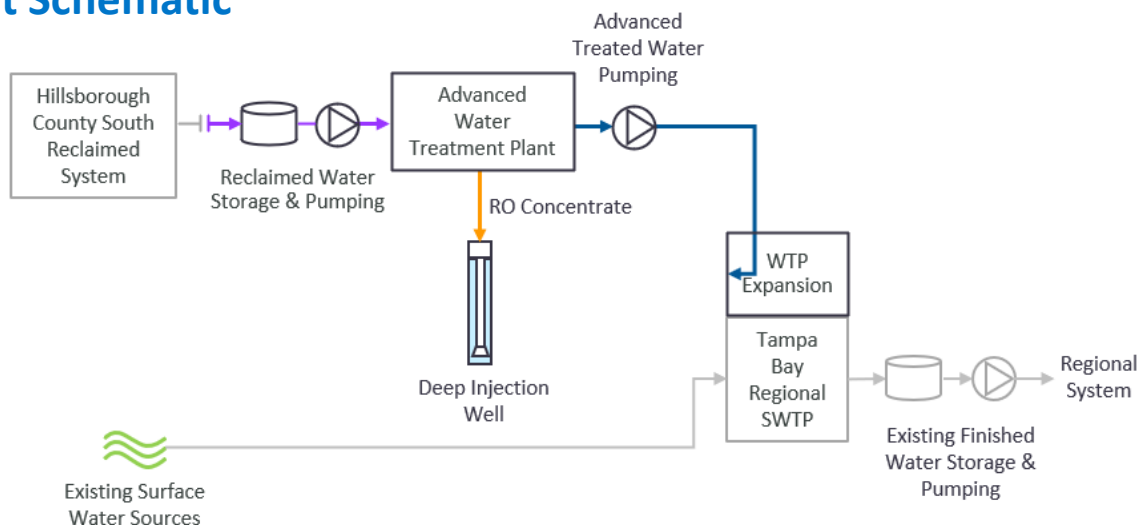 t Schematic
Advanced
Treated Water
Pumping
Hillsborough
County South
Reclaimed
System
Advanced
Water
Treatment Plant
Reclaimed Water
Storage & Pumping
RO Concentrate
WTP
Expansion
Tampa
Bay
Regional
SWTP
Regional
System
Deep Injection
Well
Existing Finished
Water Storage &
Pumping
Existing Surface
Water Sources